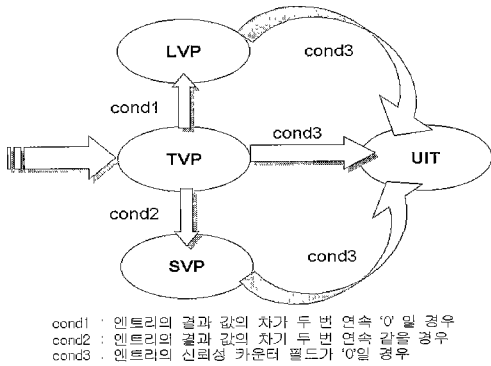 LVP
cond3
cond1
cond3
TVP
UIT
cond2
SVP
cond3
cond1 : 엔트리의 결과 값의 차가 두 번 연속 '0' 일 경우
cond2 : 엔트리의 결과 값의 차가 두 번 연속 같을 경우
cond3 : 엔트리의 신뢰성 카운터 필드가 '0'일 경우